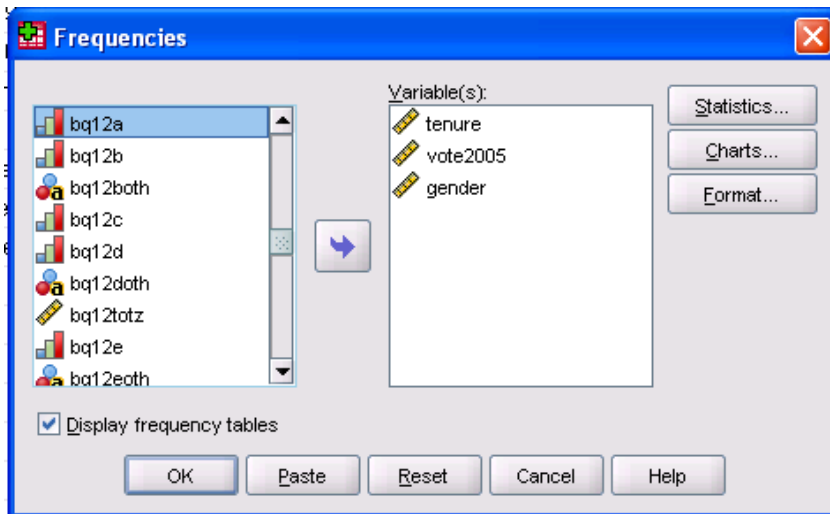 Frequencies
bq12a
bq12b
bq12both
bq12c
bq12d
bq12doth
bq12totz
bq12e
bq12eoth
Variable(s):
tenure
vote2005
gender
Statistics...
Charts...
Format...
Display frequency tables
OK
Paste
Reset
Cancel
Help